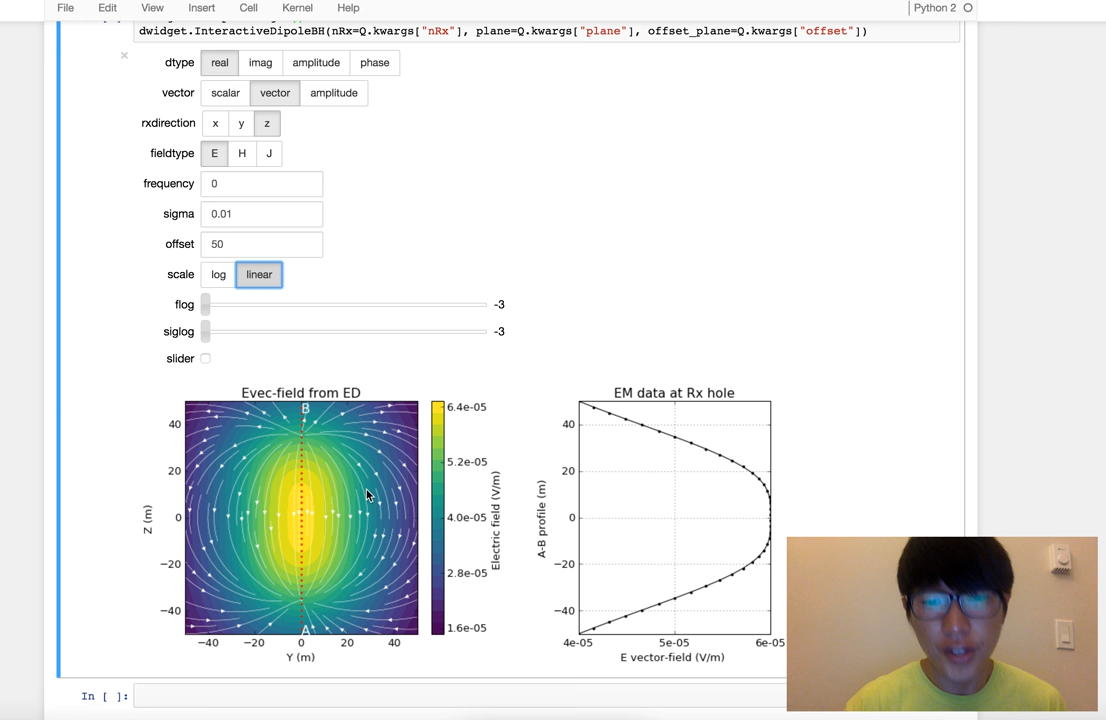 File Edit View Insert Cell Kernel Help Python 2
dwidget.InteractiveDipoleBH(nRx=Q.kwargs["nRx"], plane=Q.kwargs["plane"], offset_plane=Q.kwargs["offset"])
dtype real imag amplitude phase
vector scalar vector amplitude
rxdirection x y z
fieldtype E H J
frequency 0
sigma 0.01
offset 50
scale log linear
flog -3
siglog -3
slider
Evec-field from ED
B
A
40
20
0
−20
−40
Z (m)
−40 −20 0 20 40
Y (m)
6.4e-05
5.2e-05
4.0e-05
2.8e-05
1.6e-05
Electric field (V/m)
EM data at Rx hole
40
20
0
−20
−40
A-B profile (m)
4e-05 5e-05 6e-05
E vector-field (V/m)
In [ ]: